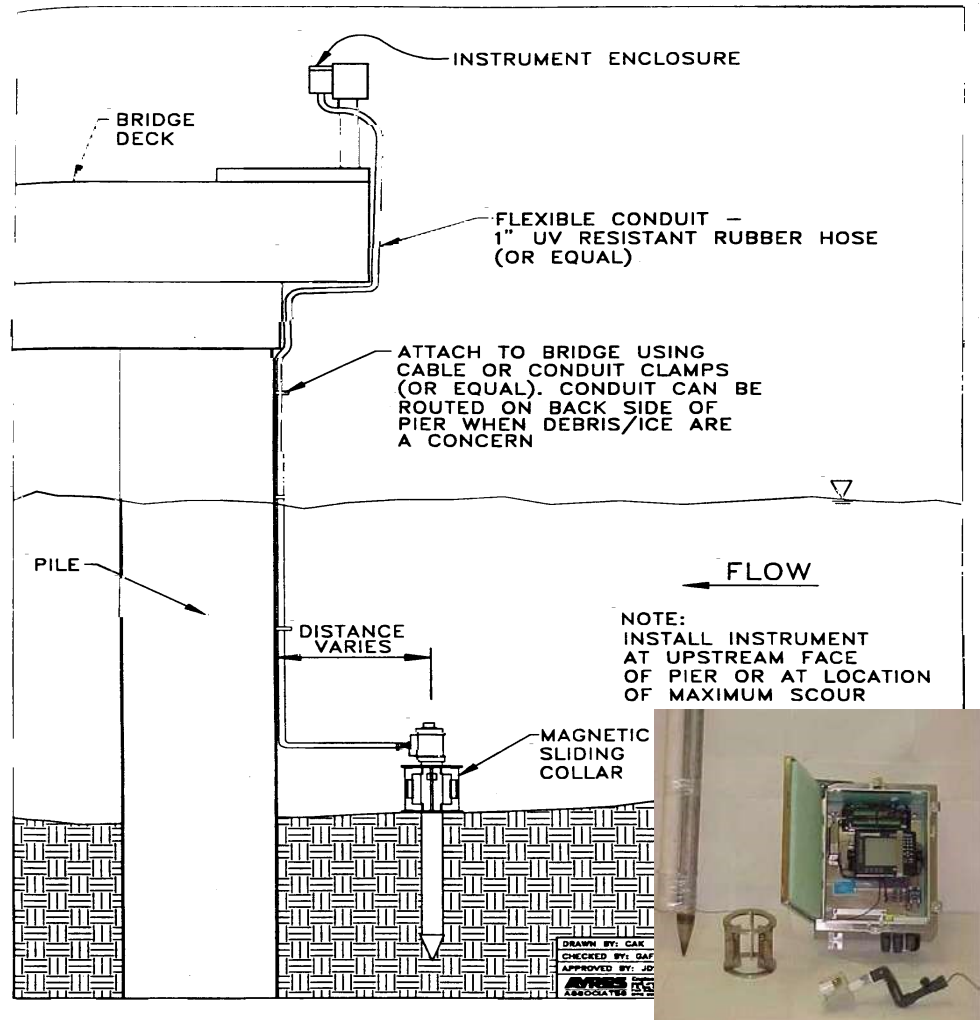 INSTRUMENT ENCLOSURE
BRIDGE
DECK
FLEXIBLE CONDUIT –
1" UV RESISTANT RUBBER HOSE
(OR EQUAL)
ATTACH TO BRIDGE USING
CABLE OR CONDUIT CLAMPS
(OR EQUAL). CONDUIT CAN BE
ROUTED ON BACK SIDE OF
PIER WHEN DEBRIS/ICE ARE
A CONCERN
PILE
FLOW
DISTANCE
VARIES
NOTE:
INSTALL INSTRUMENT
AT UPSTREAM FACE
OF PIER OR AT LOCATION
OF MAXIMUM SCOUR
MAGNETIC
SLIDING
COLLAR
DRAWN BY: CAK
CHECKED BY: GAF
APPROVED BY:
AYRES
ASSOCIATES